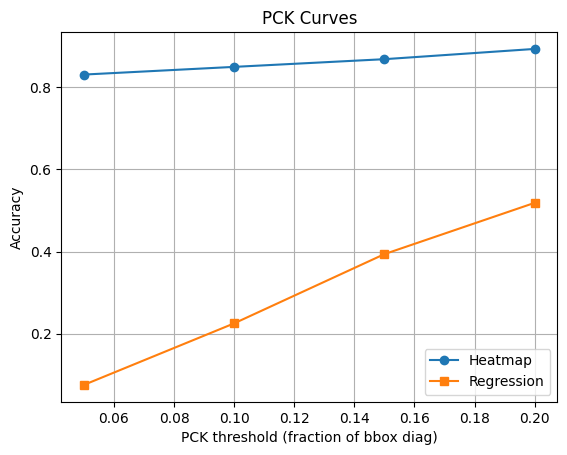 PCK Curves
Accuracy
0.8
0.6
0.4
0.2
Heatmap
Regression
0.06 0.08 0.10 0.12 0.14 0.16 0.18 0.20
PCK threshold (fraction of bbox diag)